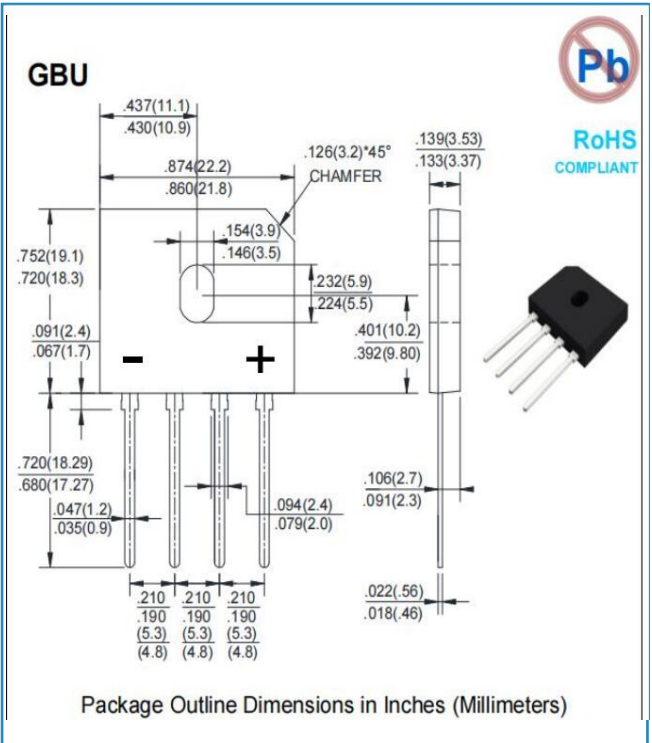 GBU
Pb
RoHS
COMPLIANT
.437(11.1)
.430(10.9)
.874(22.2)
.860(21.8)
.126(3.2)*45°
CHAMFER
.139(3.53)
.133(3.37)
.154(3.9)
.146(3.5)
.752(19.1)
.720(18.3)
.232(5.9)
.224(5.5)
.091(2.4)
.067(1.7)
.401(10.2)
.392(9.80)
- +
.720(18.29)
.680(17.27)
.047(1.2)
.035(0.9)
.094(2.4)
.079(2.0)
.106(2.7)
.091(2.3)
.022(.56)
.018(.46)
.210 .210 .210
.190 .190 .190
(5.3) (5.3) (5.3)
(4.8) (4.8) (4.8)
Package Outline Dimensions in Inches (Millimeters)